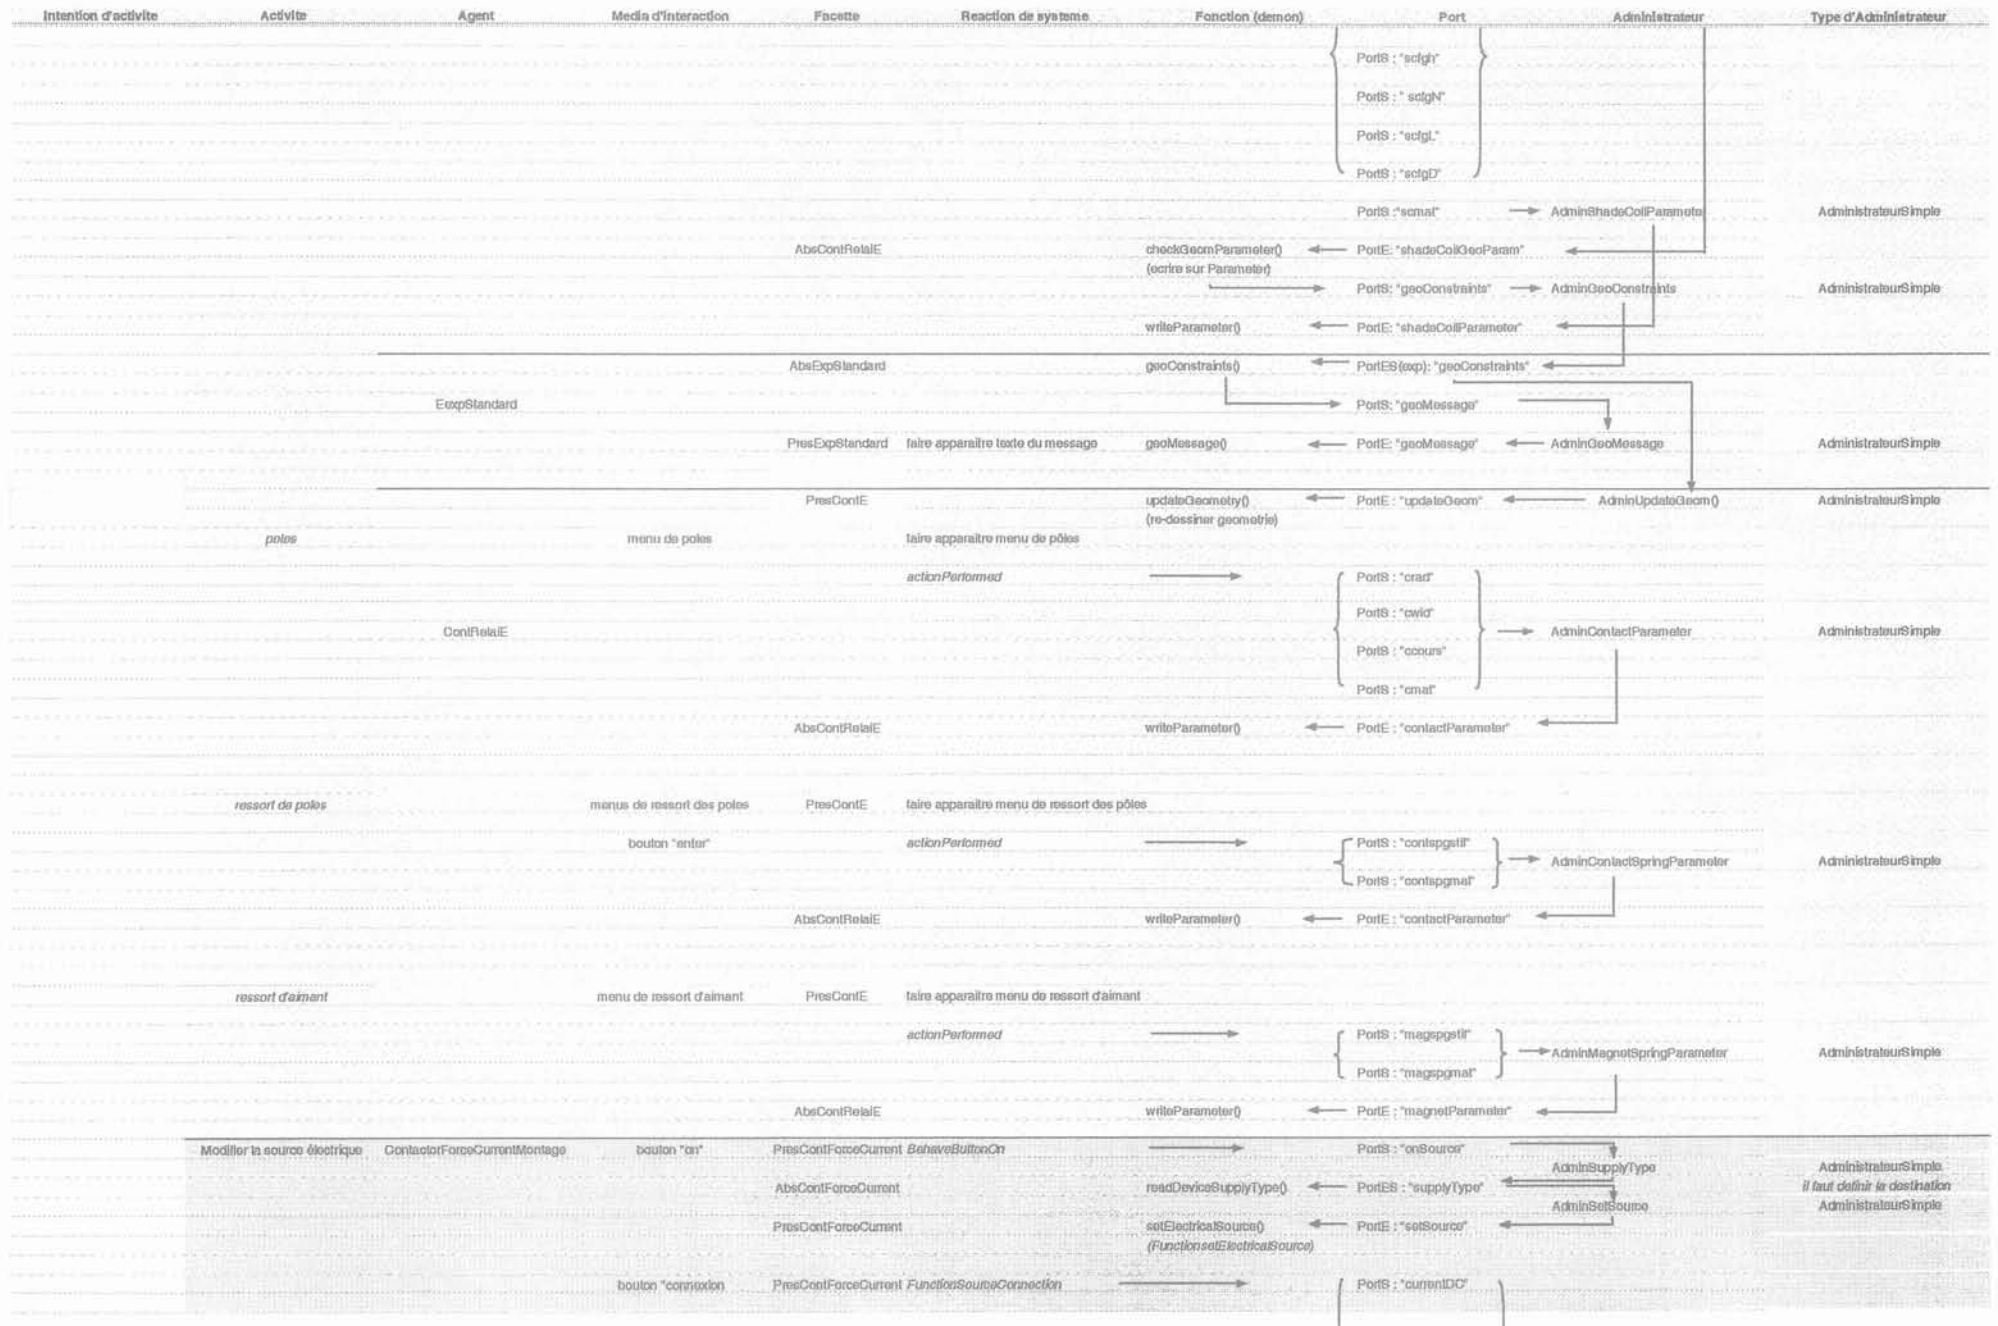 Intention d'activite Activite Agent Media d'interaction Facette Reaction de systeme Fonction (demon) Port Administrateur Type d'Administrateur
PortS : "scfgh"
PortS : " scfgN"
PortS : "scfgL"
PortS : "scfgD"
PortS :"scmat" AdminShadeCoilParamete AdministrateurSimple
AbsContRelaiE checkGeomParameter() PortE: "shadeCoilGeoParam"
(ecrire sur Parameter)
PortS: "geoConstraints" AdminGeoConstraints AdministrateurSimple
writeParameter() PortE: "shadeCoilParameter"
AbsExpStandard geoConstraints() PortES(exp): "geoConstraints"
EexpStandard PortS: "geoMessage"
PresExpStandard faire apparaitre texte du message geoMessage() PortE: "geoMessage" AdminGeoMessage AdministrateurSimple
PresContE updateGeometry() PortE : "updateGeom" AdminUpdateGeom() AdministrateurSimple
(re-dessiner geometrie)
poles menu de poles faire apparaitre menu de pôles
actionPerformed PortS : "crad"
PortS : "cwid"
ContRelaiE AdminContactParameter AdministrateurSimple
PortS : "ccours"
PortS : "cmat"
AbsContRelaiE writeParameter() PortE : "contactParameter"
ressort de poles menus de ressort des poles PresContE faire apparaitre menu de ressort des pôles
bouton "enter" actionPerformed PortS : "contspgstif"
AdminContactSpringParameter AdministrateurSimple
PortS : "contspgmat"
AbsContRelaiE writeParameter() PortE : "contactParameter"
ressort d'aimant menu de ressort d'aimant PresContE faire apparaitre menu de ressort d'aimant
actionPerformed PortS : "magspgstif"
AdminMagnetSpringParameter AdministrateurSimple
PortS : "magspgmat"
AbsContRelaiE writeParameter() PortE : "magnetParameter"
Modifier la source électrique ContactorForceCurrentMontage bouton "on" PresContForceCurrent BehaveButtonOn PortS : "onSource"
AdminSupplyType AdministrateurSimple
AbsContForceCurrent readDeviceSupplyType() PortES : "supplyType" il faut definir la destination
AdminSetSource AdministrateurSimple
PresContForceCurrent setElectricalSource() PortE : "setSource"
(FunctionsetElectricalSource)
bouton "connexion PresContForceCurrent FunctionSourceConnection PortS : "currentDC"